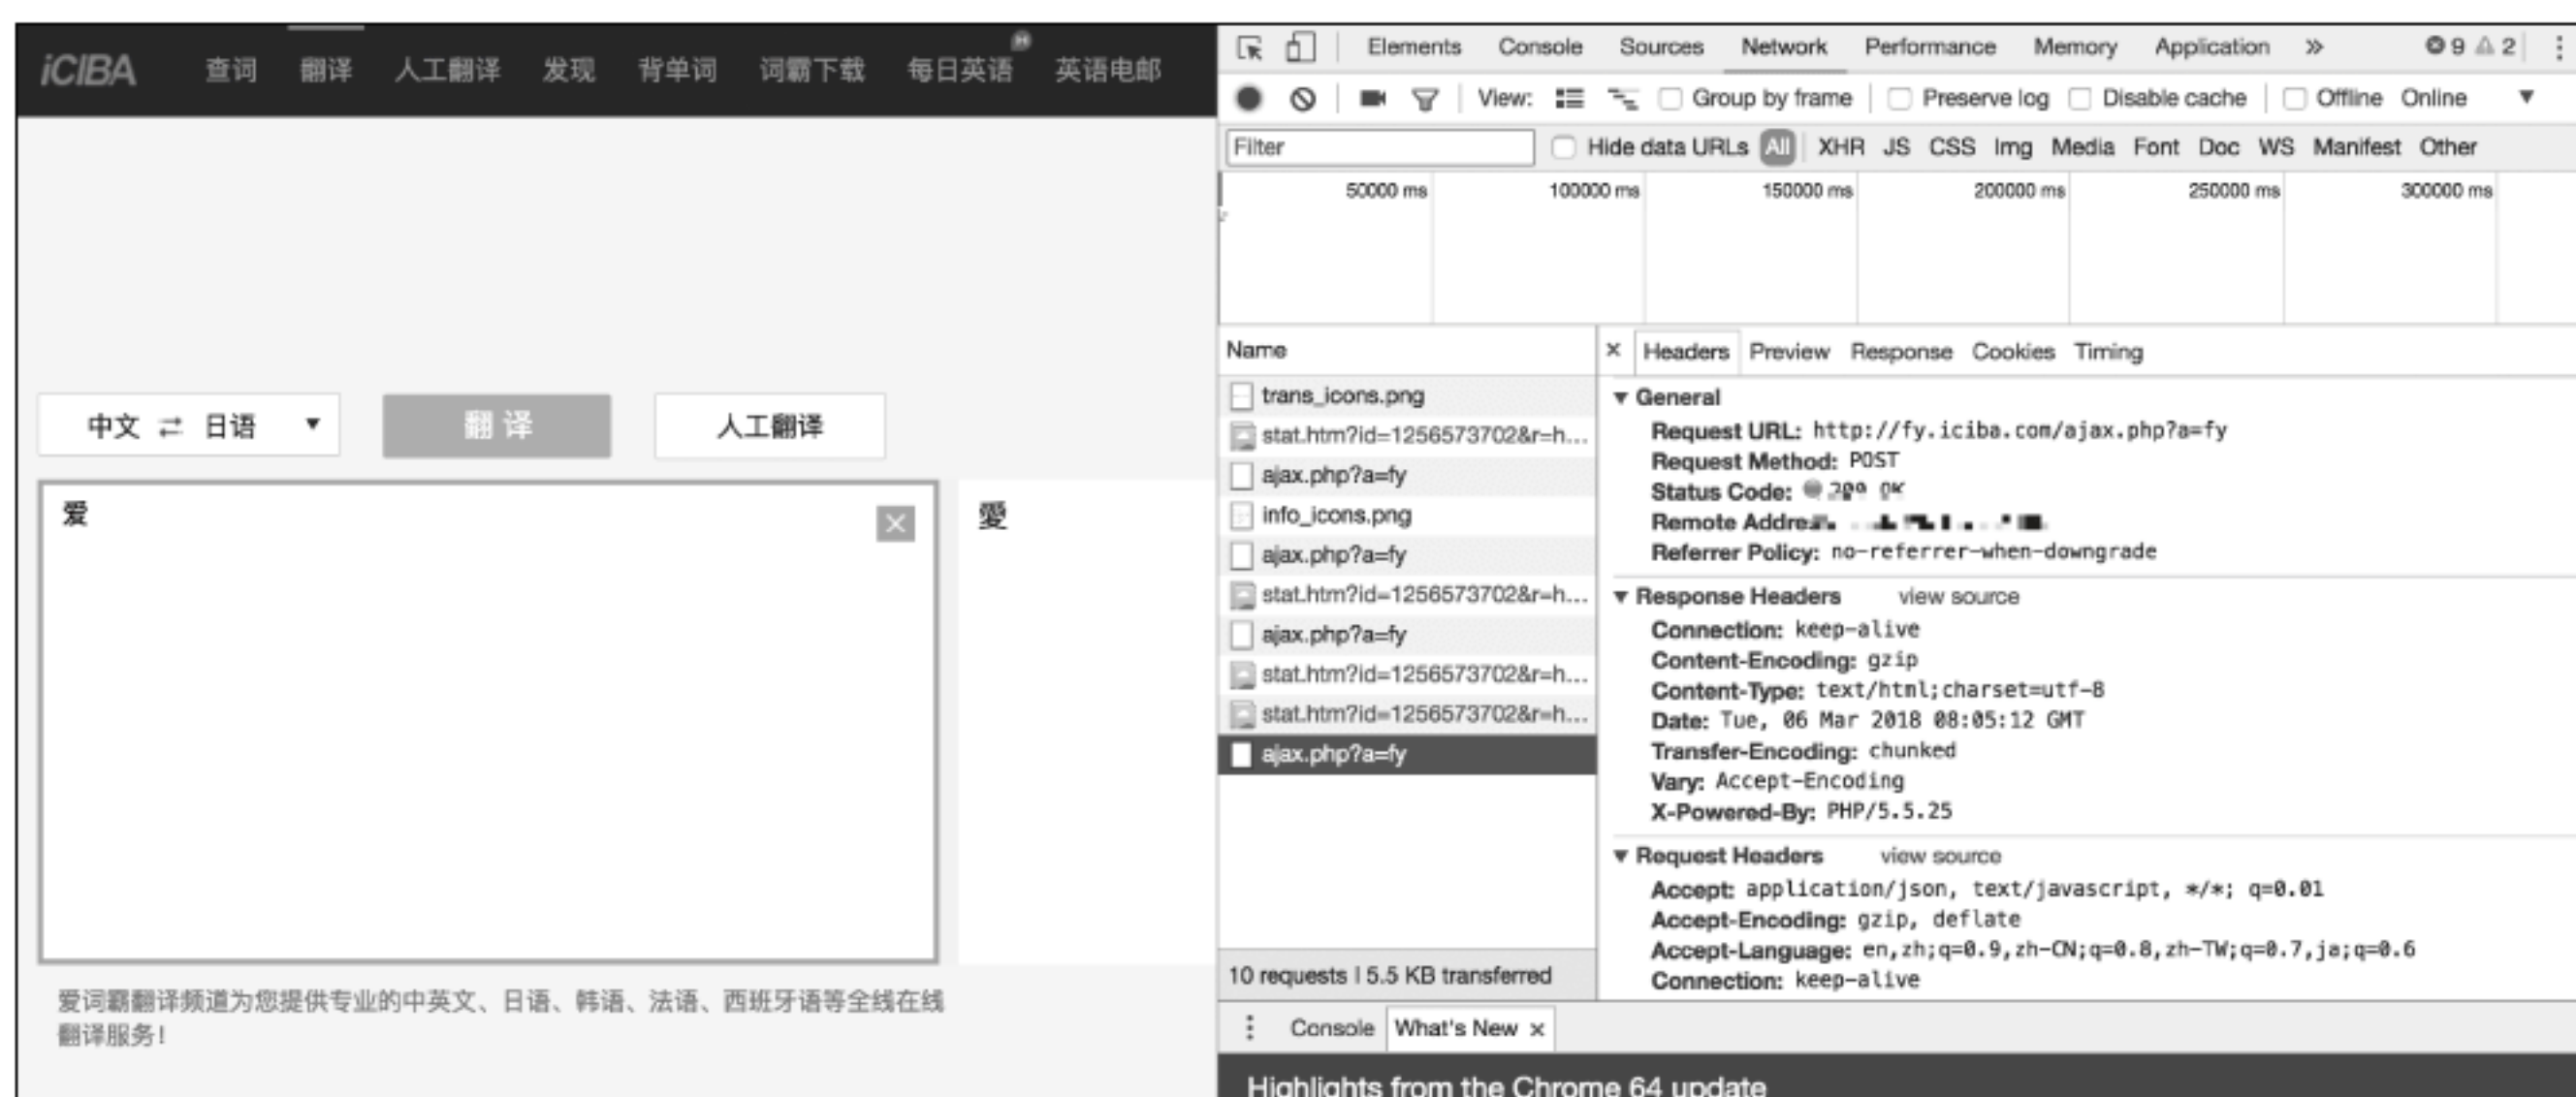 iCIBA 查词 翻译 人工翻译 发现 背单词 词霸下载 每日英语 英语电邮
中文 ⇌ 日语 ▼ 翻译 人工翻译
爱
愛
爱词霸翻译频道为您提供专业的中英文、日语、韩语、法语、西班牙语等全线在线
翻译服务!
Elements Console Sources Network Performance Memory Application » 9 2
View: Group by frame Preserve log Disable cache Offline Online ▼
Filter Hide data URLs All XHR JS CSS Img Media Font Doc WS Manifest Other
50000 ms 100000 ms 150000 ms 200000 ms 250000 ms 300000 ms
Name
trans_icons.png
stat.htm?id=1256573702&r=h...
ajax.php?a=fy
info_icons.png
ajax.php?a=fy
stat.htm?id=1256573702&r=h...
ajax.php?a=fy
stat.htm?id=1256573702&r=h...
stat.htm?id=1256573702&r=h...
ajax.php?a=fy
10 requests | 5.5 KB transferred
× Headers Preview Response Cookies Timing
▼ General
Request URL: http://fy.iciba.com/ajax.php?a=fy
Request Method: POST
Status Code: 200 OK
Remote
Referrer Policy: no-referrer-when-downgrade
▼ Response Headers view source
Connection: keep-alive
Content-Encoding: gzip
Content-Type: text/html;charset=utf-8
Date: Tue, 06 Mar 2018 08:05:12 GMT
Transfer-Encoding: chunked
Vary: Accept-Encoding
X-Powered-By: PHP/5.5.25
▼ Request Headers view source
Accept: application/json, text/javascript, */*; q=0.01
Accept-Encoding: gzip, deflate
Accept-Language: en,zh;q=0.9,zh-CN;q=0.8,zh-TW;q=0.7,ja;q=0.6
Connection: keep-alive
Console What's New ×
Highlights from the Chrome 64 update